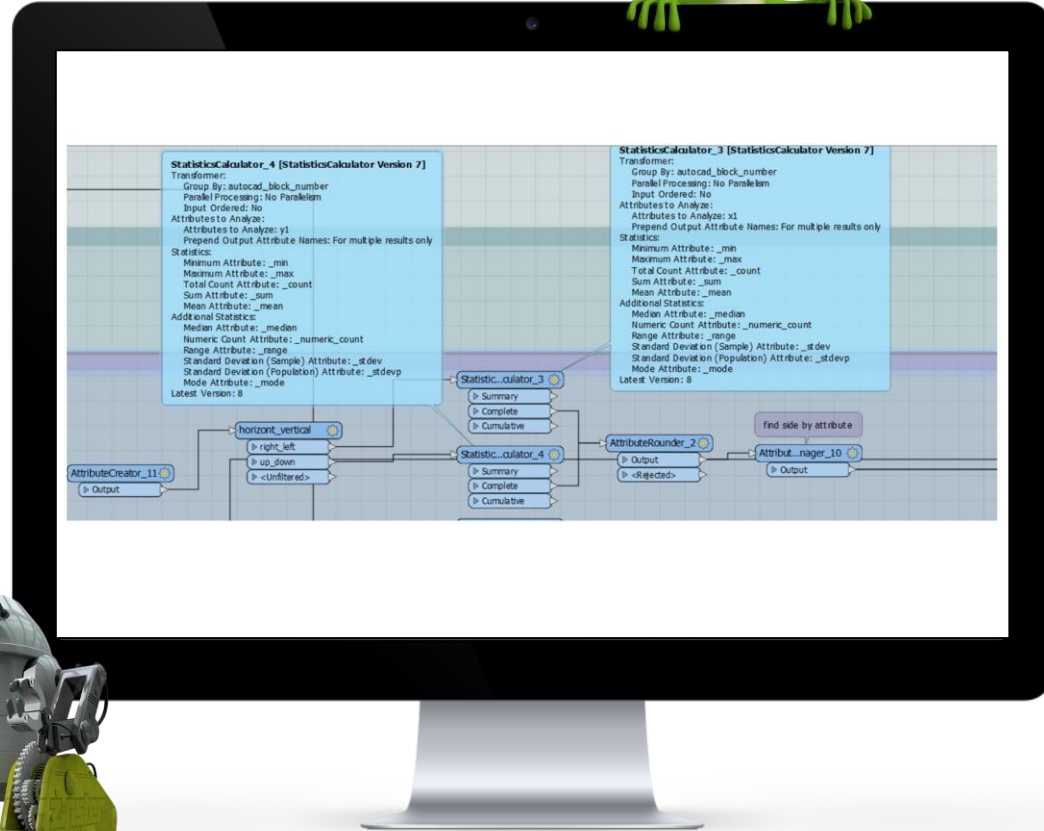 StatisticsCalculator_4 [StatisticsCalculator Version 7]
Transformer:
Group By: autocad_block_number
Parallel Processing: No Parallelism
Input Ordered: No
Attributes to Analyze:
Attributes to Analyze: y1
Prepend Output Attribute Names: For multiple results only
Statistics:
Minimum Attribute: _min
Maximum Attribute: _max
Total Count Attribute: _count
Sum Attribute: _sum
Mean Attribute: _mean
Additional Statistics:
Median Attribute: _median
Numeric Count Attribute: _numeric_count
Range Attribute: _range
Standard Deviation (Sample) Attribute: _stdev
Standard Deviation (Population) Attribute: _stdevp
Mode Attribute: _mode
Latest Version: 8
StatisticsCalculator_3 [StatisticsCalculator Version 7]
Transformer:
Group By: autocad_block_number
Parallel Processing: No Parallelism
Input Ordered: No
Attributes to Analyze:
Attributes to Analyze: x1
Prepend Output Attribute Names: For multiple results only
Statistics:
Minimum Attribute: _min
Maximum Attribute: _max
Total Count Attribute: _count
Sum Attribute: _sum
Mean Attribute: _mean
Additional Statistics:
Median Attribute: _median
Numeric Count Attribute: _numeric_count
Range Attribute: _range
Standard Deviation (Sample) Attribute: _stdev
Standard Deviation (Population) Attribute: _stdevp
Mode Attribute: _mode
Latest Version: 8
AttributeCreator_11
Output
horizont_vertical
right_left
up_down
<Unfiltered>
Statistic...culator_3
Summary
Complete
Cumulative
Statistic...culator_4
Summary
Complete
Cumulative
AttributeRounder_2
Output
<Rejected>
find side by attribute
Attribut...nager_10
Output